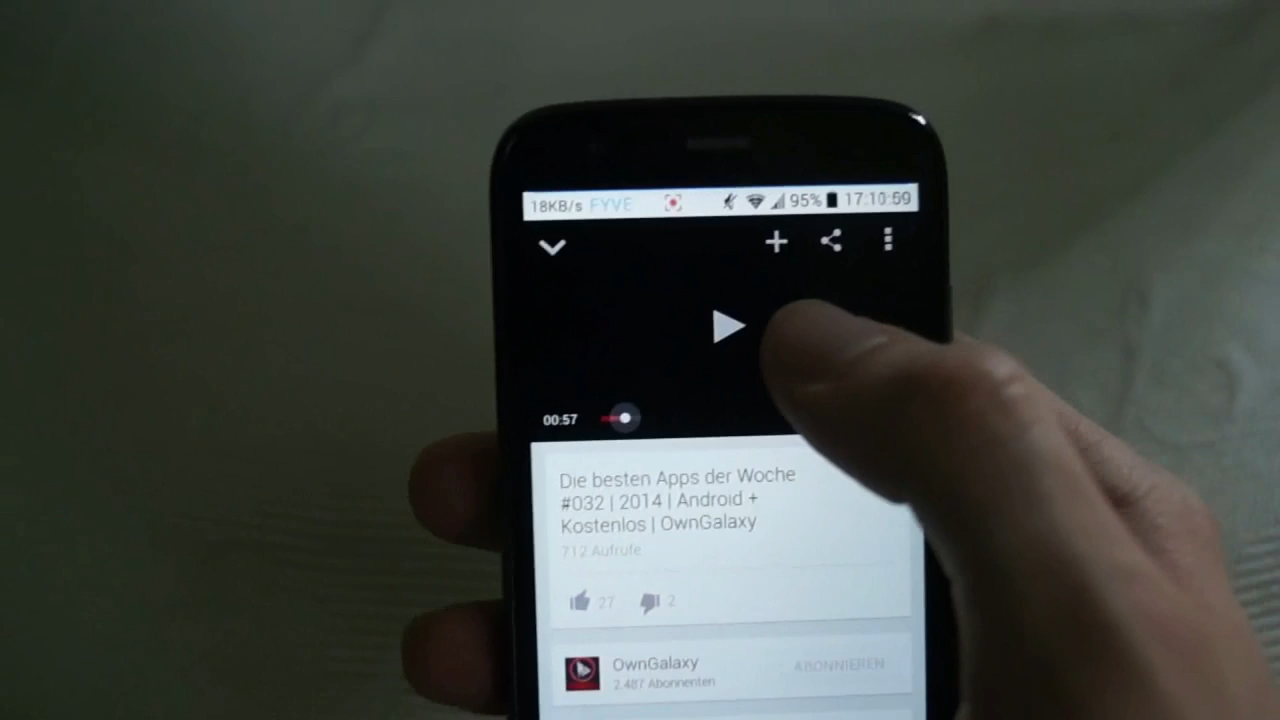 18KB/s FYVE 95% 17:10:59
00:57
Die besten Apps der Woche
#032 | 2014 | Android +
Kostenlos | OwnGalaxy
712 Aufrufe
27 2
OwnGalaxy ABONNIEREN
2.487 Abonnenten